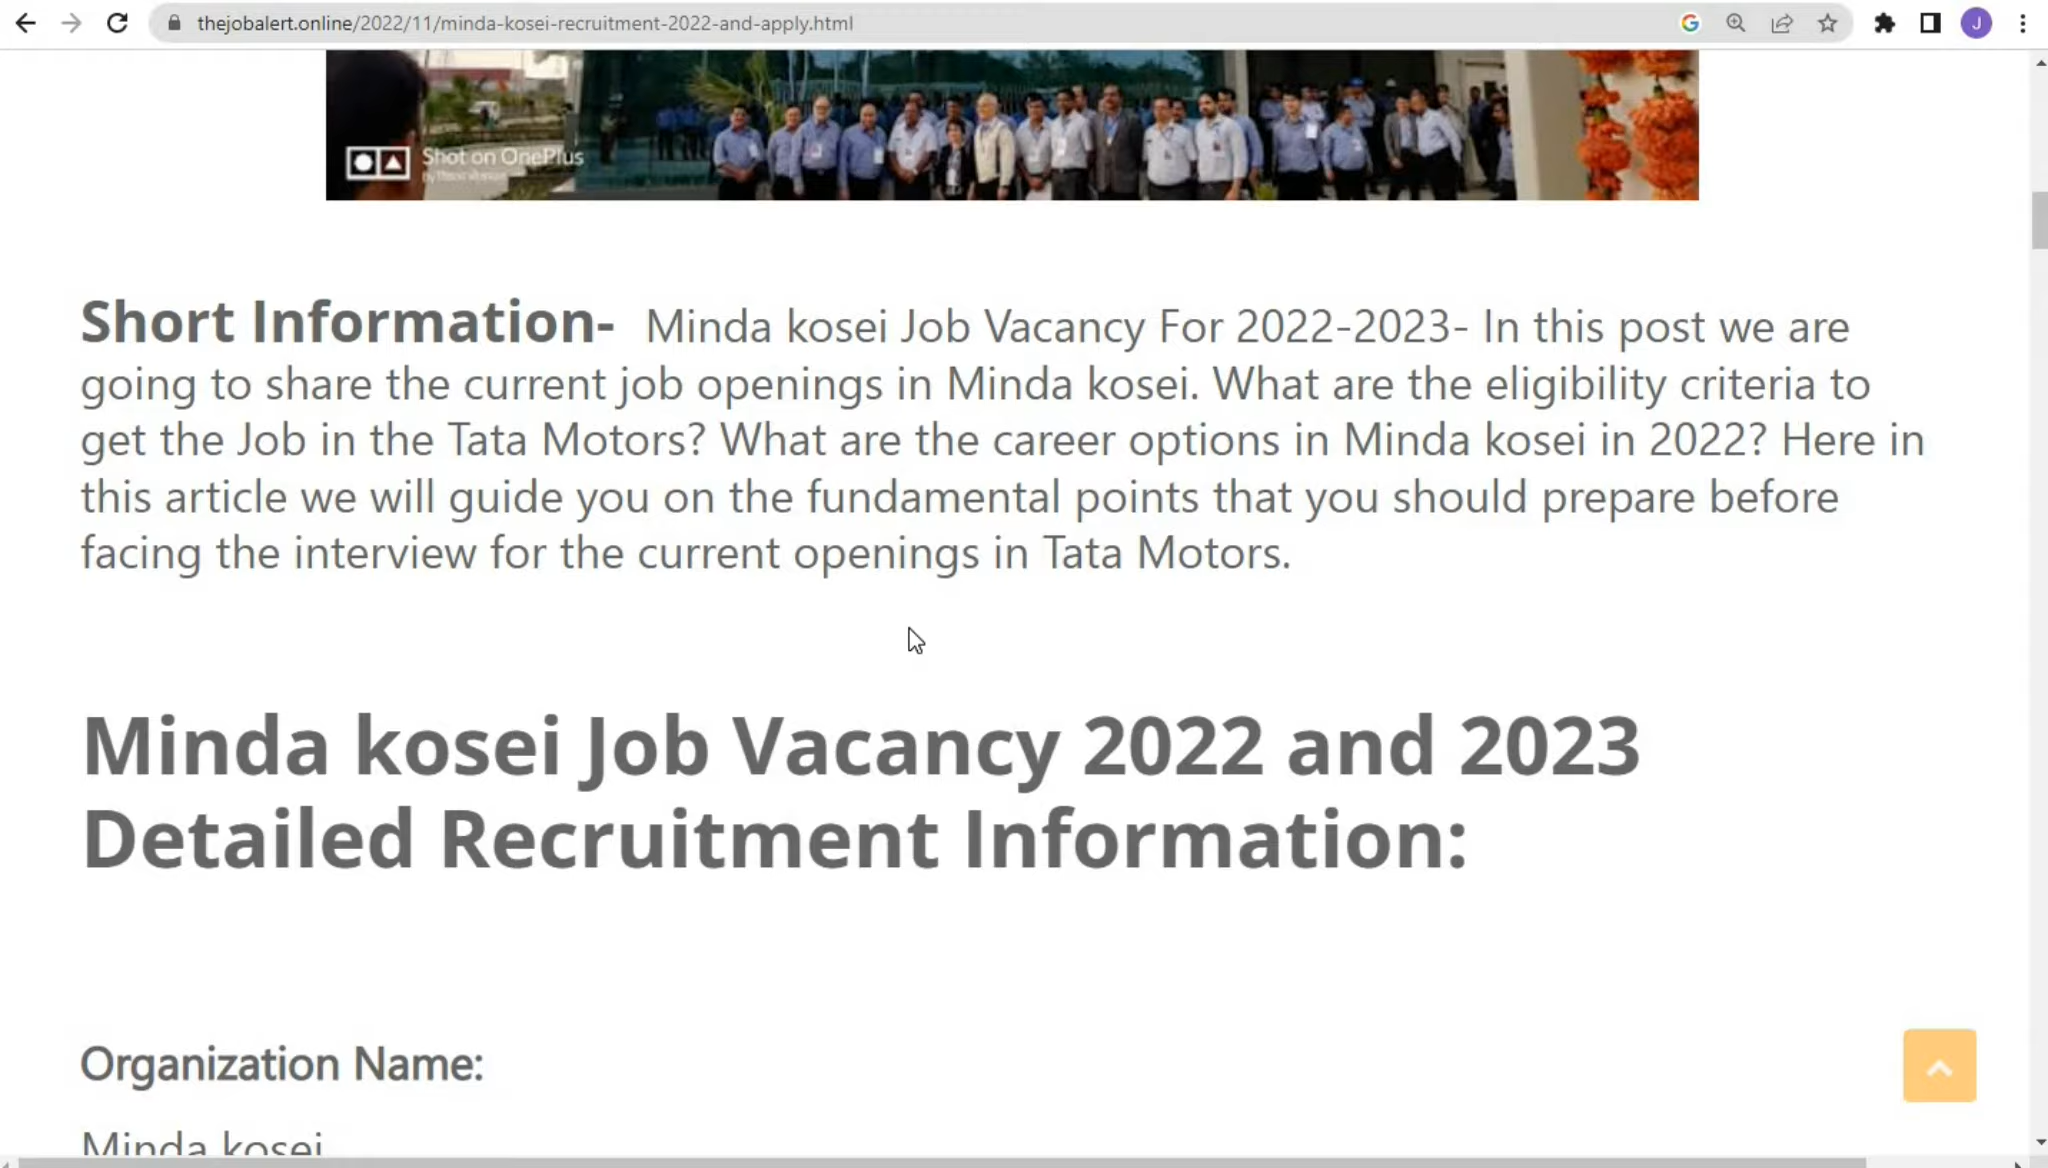 thejobalert.online/2022/11/minda-kosei-recruitment-2022-and-apply.html
J
Shot on OnePlus
Short Information- Minda kosei Job Vacancy For 2022-2023- In this post we are
going to share the current job openings in Minda kosei. What are the eligibility criteria to
get the Job in the Tata Motors? What are the career options in Minda kosei in 2022? Here in
this article we will guide you on the fundamental points that you should prepare before
facing the interview for the current openings in Tata Motors.
Minda kosei Job Vacancy 2022 and 2023
Detailed Recruitment Information:
Organization Name:
Minda kosei